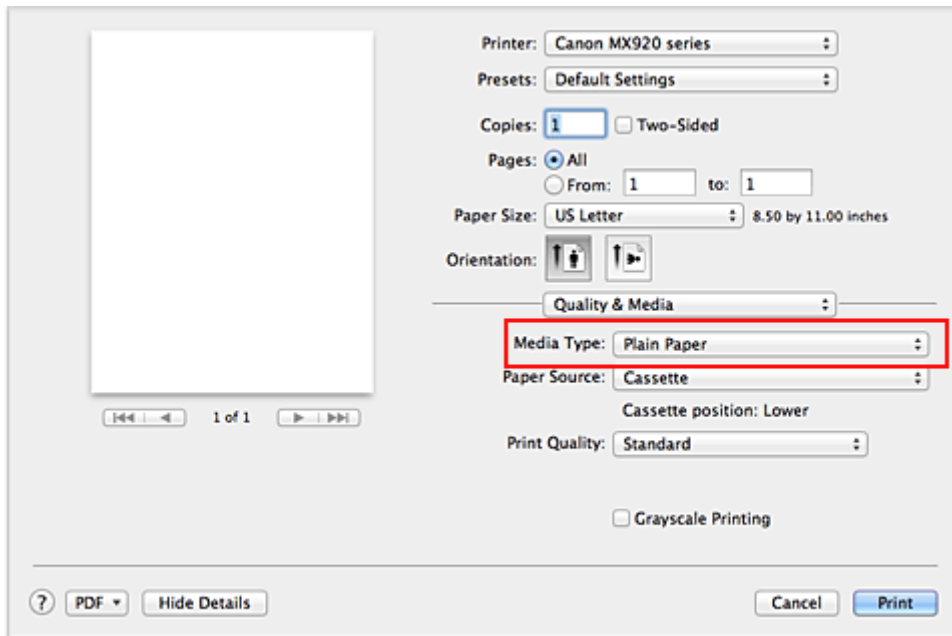 Printer: Canon MX920 series
Presets: Default Settings
Copies: 1 Two-Sided
Pages: All
From: 1 to: 1
Paper Size: US Letter 8.50 by 11.00 inches
Orientation:
Quality & Media
Media Type: Plain Paper
Paper Source: Cassette
Cassette position: Lower
1 of 1
Print Quality: Standard
Grayscale Printing
? PDF Hide Details Cancel Print